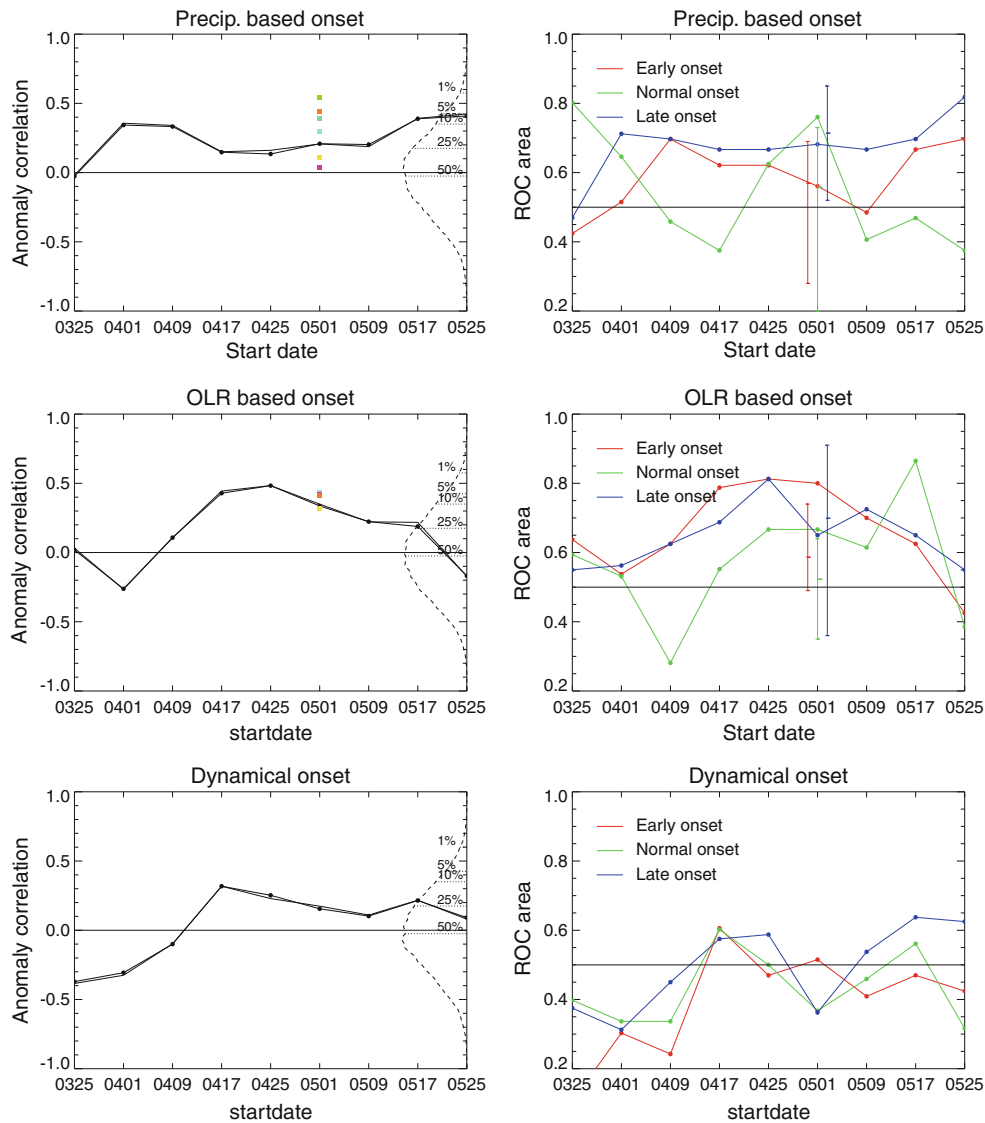 Precip. based onset
1.0
0.5
0.0
-0.5
-1.0
Anomaly correlation
1%
5%
10%
25%
50%
0325 0401 0409 0417 0425 0501 0509 0517 0525
Start date
Precip. based onset
1.0
0.8
0.6
0.4
0.2
ROC area
Early onset
Normal onset
Late onset
0325 0401 0409 0417 0425 0501 0509 0517 0525
Start date
OLR based onset
1.0
0.5
0.0
-0.5
-1.0
Anomaly correlation
1%
5%
10%
25%
50%
0325 0401 0409 0417 0425 0501 0509 0517 0525
startdate
OLR based onset
1.0
0.8
0.6
0.4
0.2
ROC area
Early onset
Normal onset
Late onset
0325 0401 0409 0417 0425 0501 0509 0517 0525
Start date
Dynamical onset
1.0
0.5
0.0
-0.5
-1.0
Anomaly correlation
1%
5%
10%
25%
50%
0325 0401 0409 0417 0425 0501 0509 0517 0525
startdate
Dynamical onset
1.0
0.8
0.6
0.4
0.2
ROC area
Early onset
Normal onset
Late onset
0325 0401 0409 0417 0425 0501 0509 0517 0525
startdate